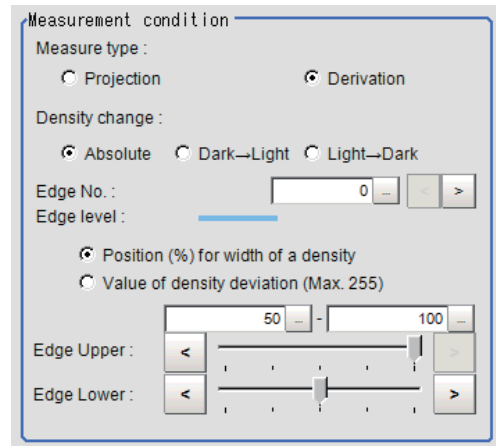 Measurement condition
Measure type :
Projection Derivation
Density change :
Absolute Dark→Light Light→Dark
Edge No. : 0 ... < >
Edge level :
Position (%) for width of a density
Value of density deviation (Max. 255)
50 ... - 100 ...
Edge Upper : < >
Edge Lower : < >